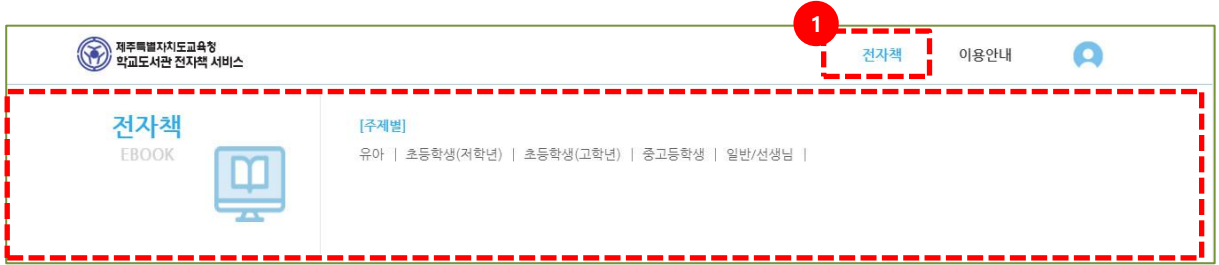 1
제주특별자치도교육청
학교도서관 전자책 서비스
전자책
이용안내
전자책
EBOOK
[주제별]
유아 | 초등학생(저학년) | 초등학생(고학년) | 중고등학생 | 일반/선생님 |